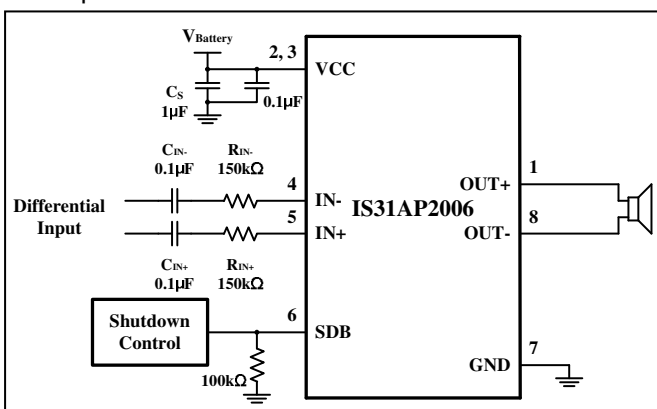 VBattery
2, 3
VCC
CS
1µF
0.1µF
CIN-
0.1µF
RIN-
150kΩ
4
IN-
5
IN+
Differential
Input
CIN+
0.1µF
RIN+
150kΩ
IS31AP2006
1
OUT+
8
OUT-
Shutdown
Control
6
SDB
100kΩ
7
GND